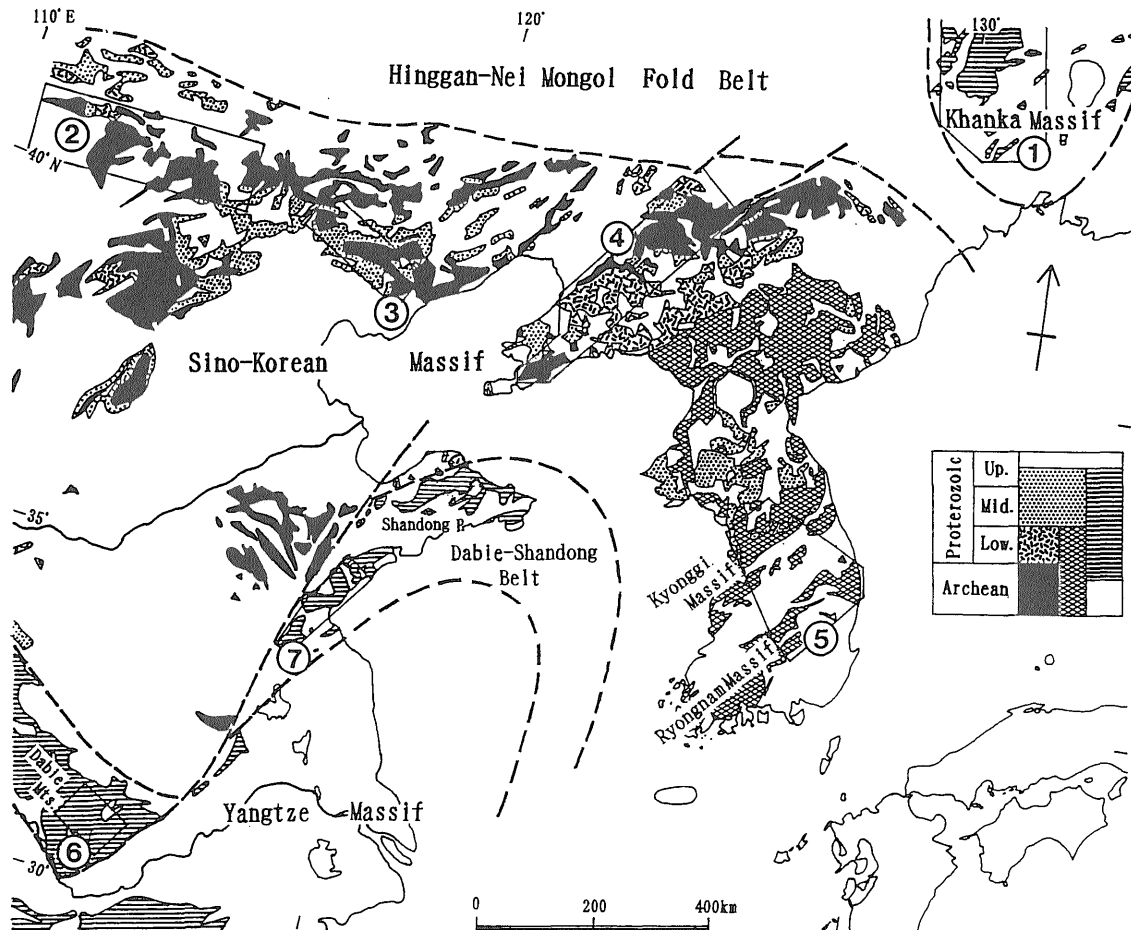 110° E
120
130°
Hinggan-Nei Mongol Fold Belt
Khanka Massif
①
②
40° N
④
③
Sino-Korean Massif
Proterozoic
Up.
Mid.
Low.
Archean
35°
Shandong P
Dabie-Shandong
Belt
Kyonggi
Massif
⑤
⑦
Ryongnam Massif
Dabie
Mts.
Yangtze Massif
⑥
30°
0 200 400km